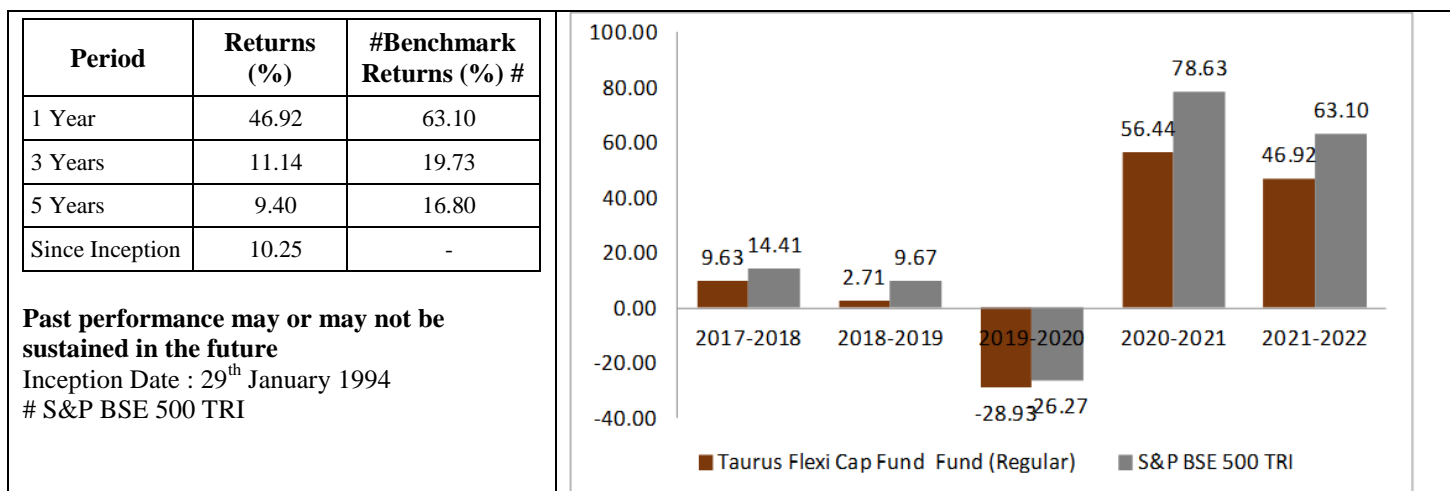 Period Returns (%) #Benchmark Returns (%) #
1 Year 46.92 63.10
3 Years 11.14 19.73
5 Years 9.40 16.80
Since Inception 10.25 -
Past performance may or may not be
sustained in the future
Inception Date : 29th January 1994
# S&P BSE 500 TRI
100.00
80.00
60.00
40.00
20.00
0.00
-20.00
-40.00
9.63 14.41
2.71 9.67
-28.93 -26.27
56.44 78.63
46.92 63.10
2017-2018 2018-2019 2019-2020 2020-2021 2021-2022
Taurus Flexi Cap Fund Fund (Regular) S&P BSE 500 TRI